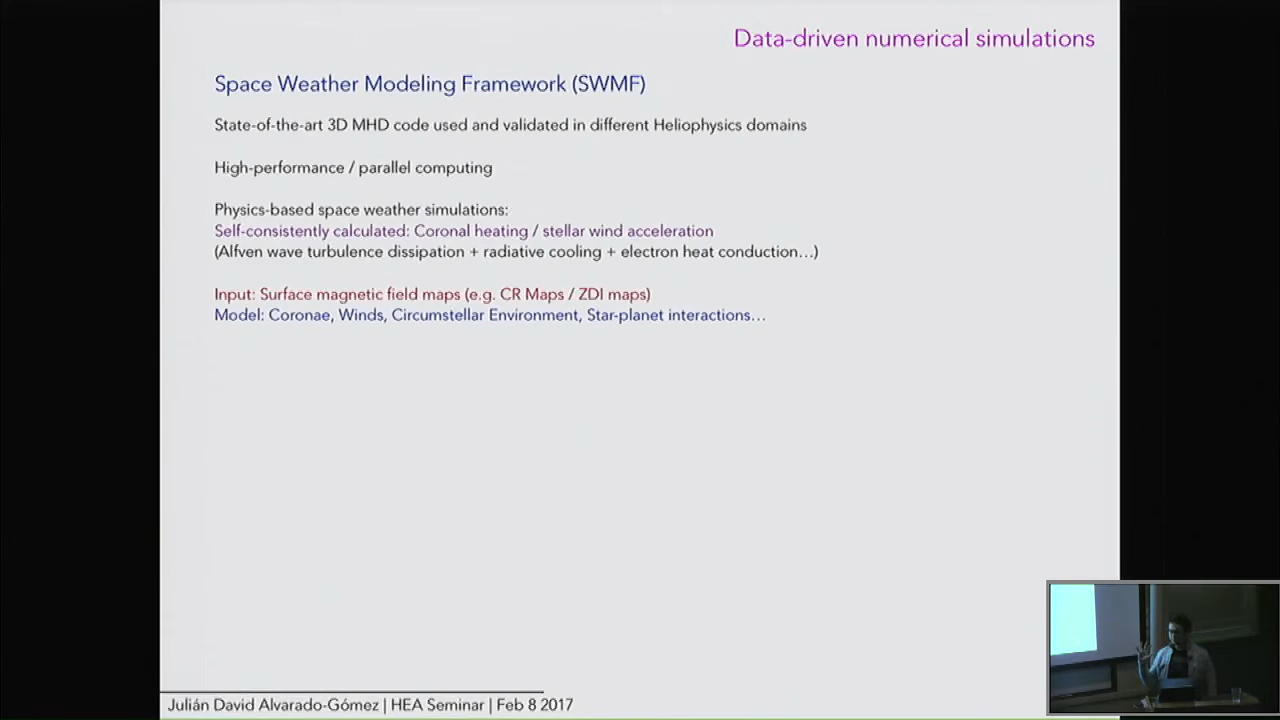 Data-driven numerical simulations
Space Weather Modeling Framework (SWMF)
State-of-the-art 3D MHD code used and validated in different Heliophysics domains
High-performance / parallel computing
Physics-based space weather simulations:
Self-consistently calculated: Coronal heating / stellar wind acceleration
(Alfven wave turbulence dissipation + radiative cooling + electron heat conduction…)
Input: Surface magnetic field maps (e.g. CR Maps / ZDI maps)
Model: Coronae, Winds, Circumstellar Environment, Star-planet interactions…
Julián David Alvarado-Gómez | HEA Seminar | Feb 8 2017